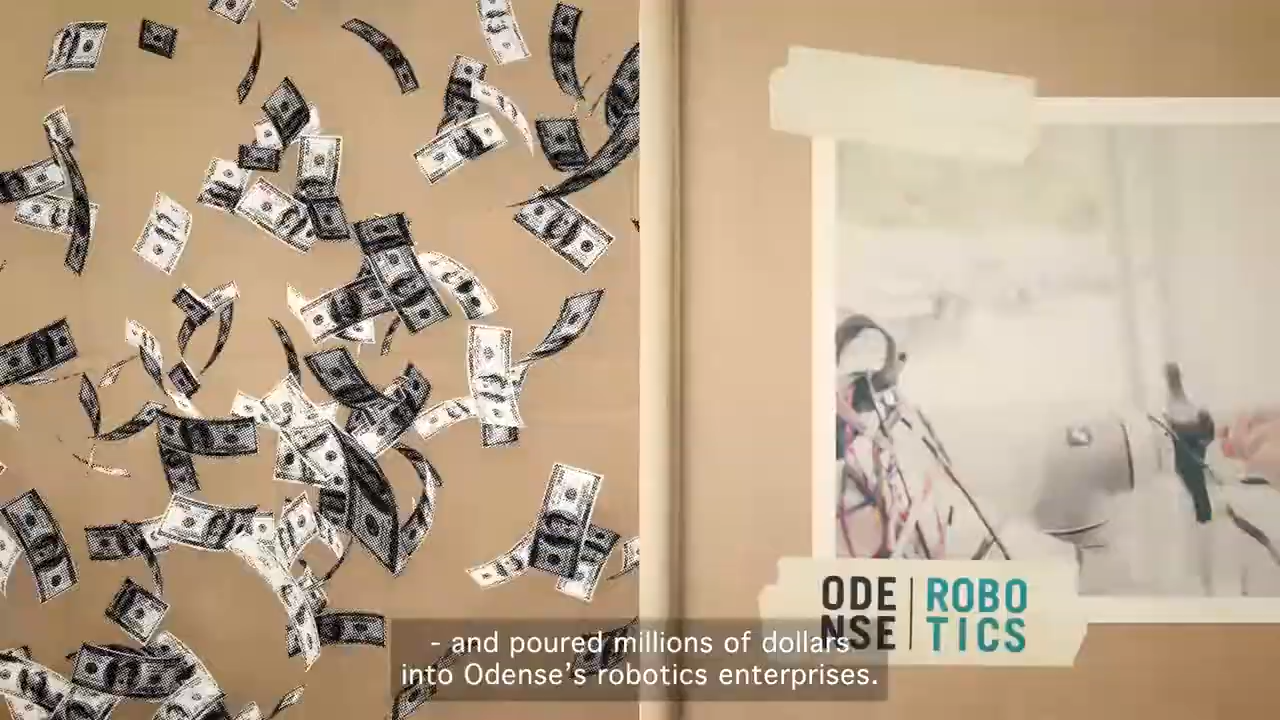 ODE ROBO
NSE TICS
- and poured millions of dollars
into Odense's robotics enterprises.